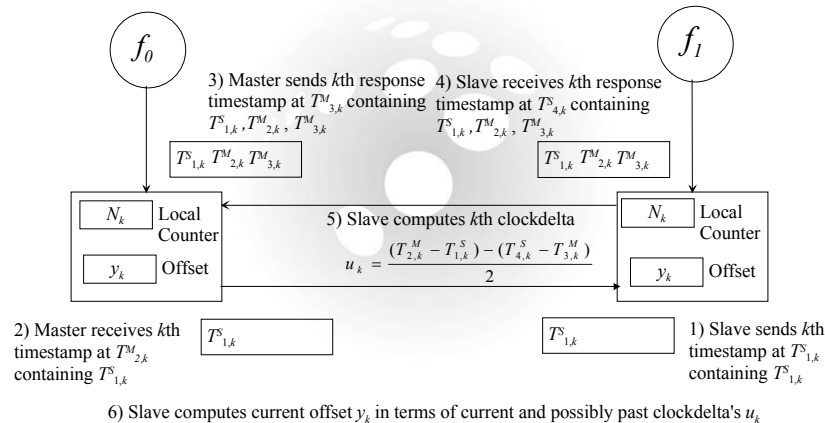 f₀
f₁
3) Master sends kth response
timestamp at Tᴹ₃,ₖ containing
Tˢ₁,ₖ ,Tᴹ₂,ₖ , Tᴹ₃,ₖ
4) Slave receives kth response
timestamp at Tˢ₄,ₖ containing
Tˢ₁,ₖ ,Tᴹ₂,ₖ , Tᴹ₃,ₖ
Tˢ₁,ₖ Tᴹ₂,ₖ Tᴹ₃,ₖ
Tˢ₁,ₖ Tᴹ₂,ₖ Tᴹ₃,ₖ
Nₖ Local
Counter
yₖ Offset
5) Slave computes kth clockdelta
uₖ = ((Tᴹ₂,ₖ − Tˢ₁,ₖ) − (Tˢ₄,ₖ − Tᴹ₃,ₖ)) / 2
Nₖ Local
Counter
yₖ Offset
2) Master receives kth
timestamp at Tᴹ₂,ₖ
containing Tˢ₁,ₖ
Tˢ₁,ₖ
Tˢ₁,ₖ
1) Slave sends kth
timestamp at Tˢ₁,ₖ
containing Tˢ₁,ₖ
6) Slave computes current offset yₖ in terms of current and possibly past clockdelta's uₖ